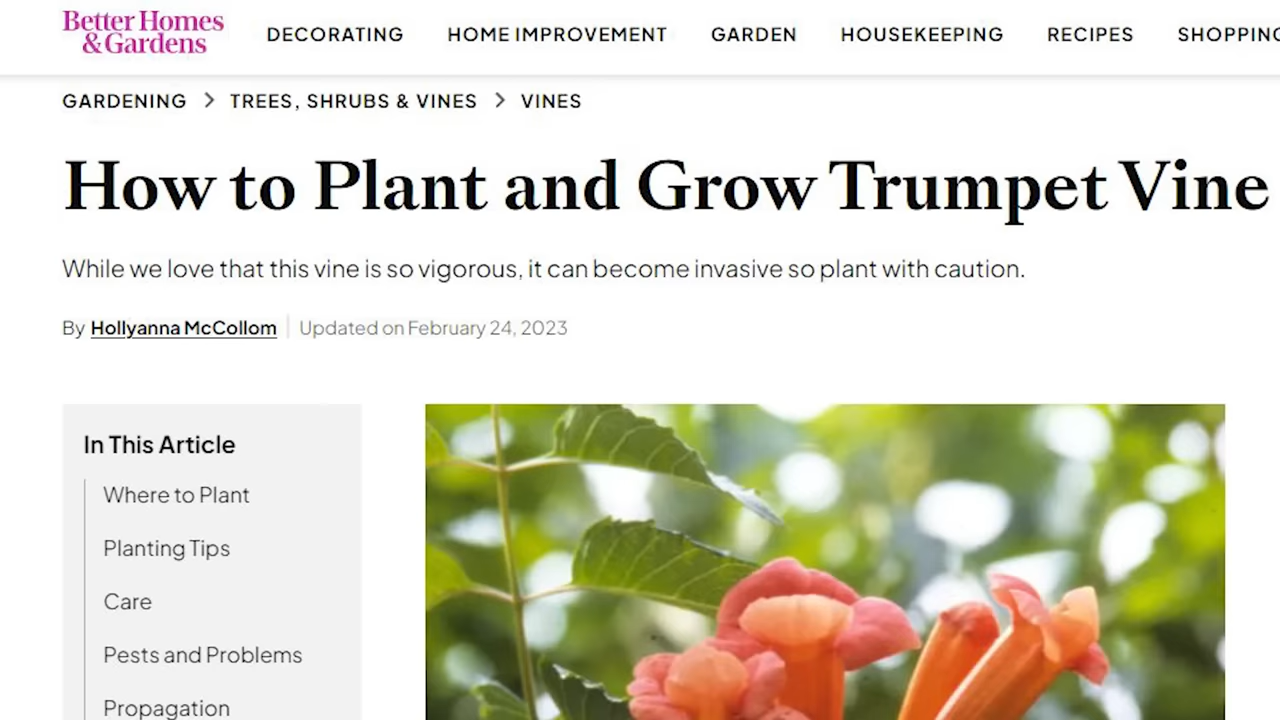 Better Homes
&Gardens
DECORATING HOME IMPROVEMENT GARDEN HOUSEKEEPING RECIPES SHOPPING
GARDENING > TREES, SHRUBS & VINES > VINES
How to Plant and Grow Trumpet Vine
While we love that this vine is so vigorous, it can become invasive so plant with caution.
By Hollyanna McCollom | Updated on February 24, 2023
In This Article
Where to Plant
Planting Tips
Care
Pests and Problems
Propagation